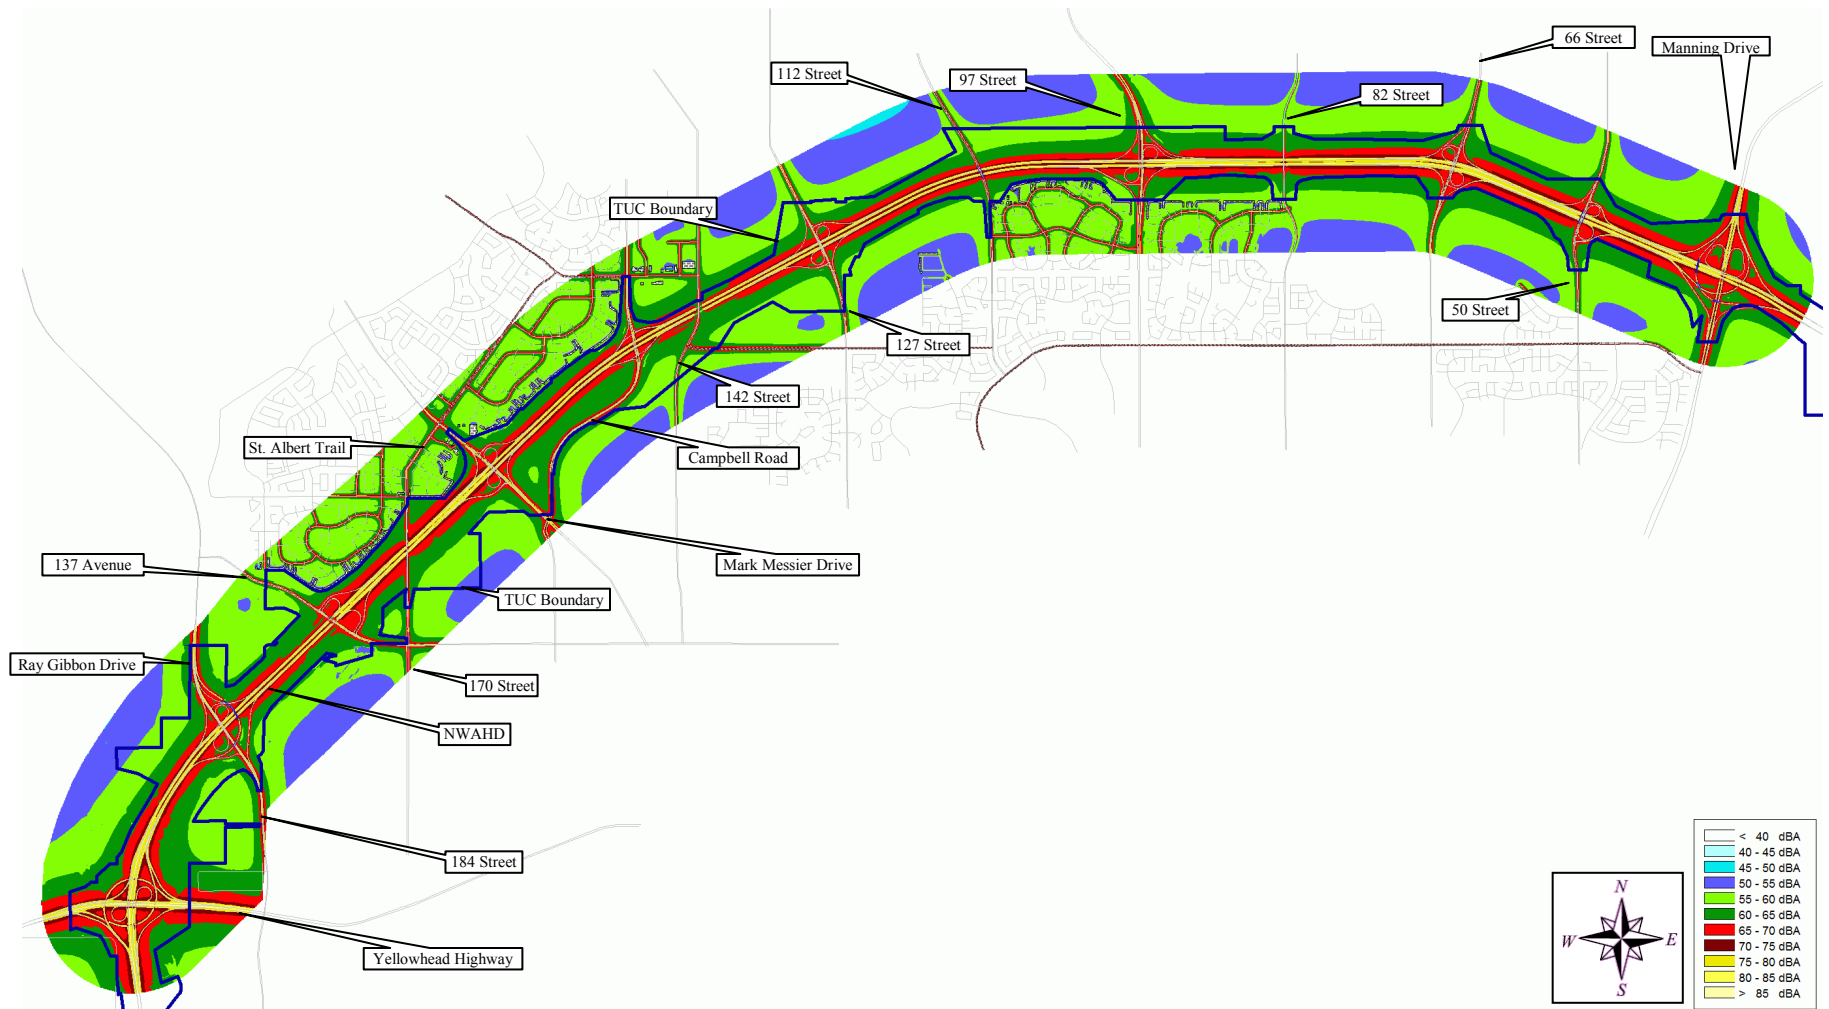 66 Street
Manning Drive
112 Street
97 Street
82 Street
TUC Boundary
50 Street
127 Street
142 Street
St. Albert Trail
Campbell Road
137 Avenue
Mark Messier Drive
TUC Boundary
Ray Gibbon Drive
170 Street
NWAHD
184 Street
Yellowhead Highway
N
W E
S
< 40 dBA
40 - 45 dBA
45 - 50 dBA
50 - 55 dBA
55 - 60 dBA
60 - 65 dBA
65 - 70 dBA
70 - 75 dBA
75 - 80 dBA
80 - 85 dBA
> 85 dBA